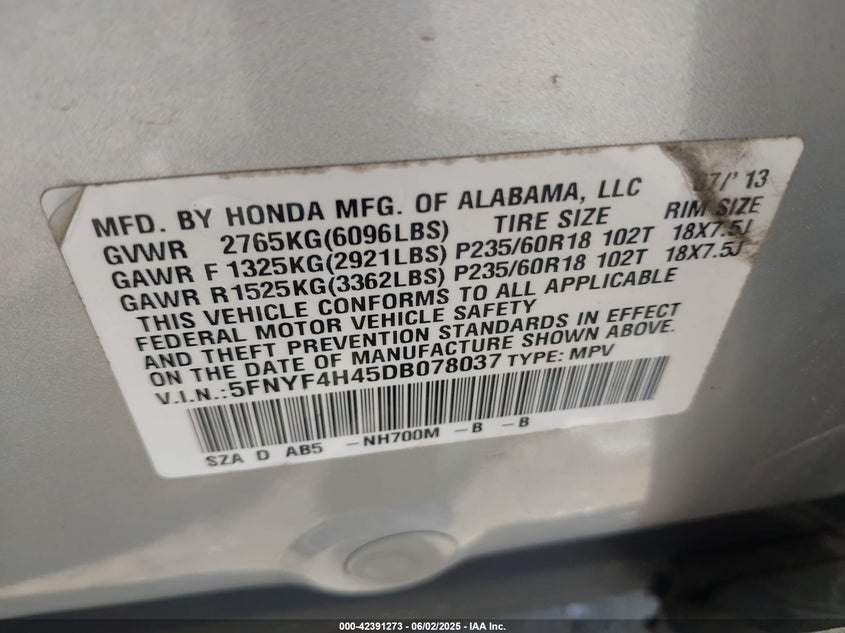 MFD. BY HONDA MFG. OF ALABAMA, LLC 07/' 13
GVWR 2765KG(6096LBS) TIRE SIZE RIM SIZE
GAWR F 1325KG(2921LBS) P235/60R18 102T 18X7.5J
GAWR R 1525KG(3362LBS) P235/60R18 102T 18X7.5J
THIS VEHICLE CONFORMS TO ALL APPLICABLE
FEDERAL MOTOR VEHICLE SAFETY
AND THEFT PREVENTION STANDARDS IN EFFECT
ON THE DATE OF MANUFACTURE SHOWN ABOVE.
V.I.N.:5FNYF4H45DB078037 TYPE: MPV
SZA D AB5 -NH700M -B -B
000-42391273 | 06/02/2025 - IAA Inc.